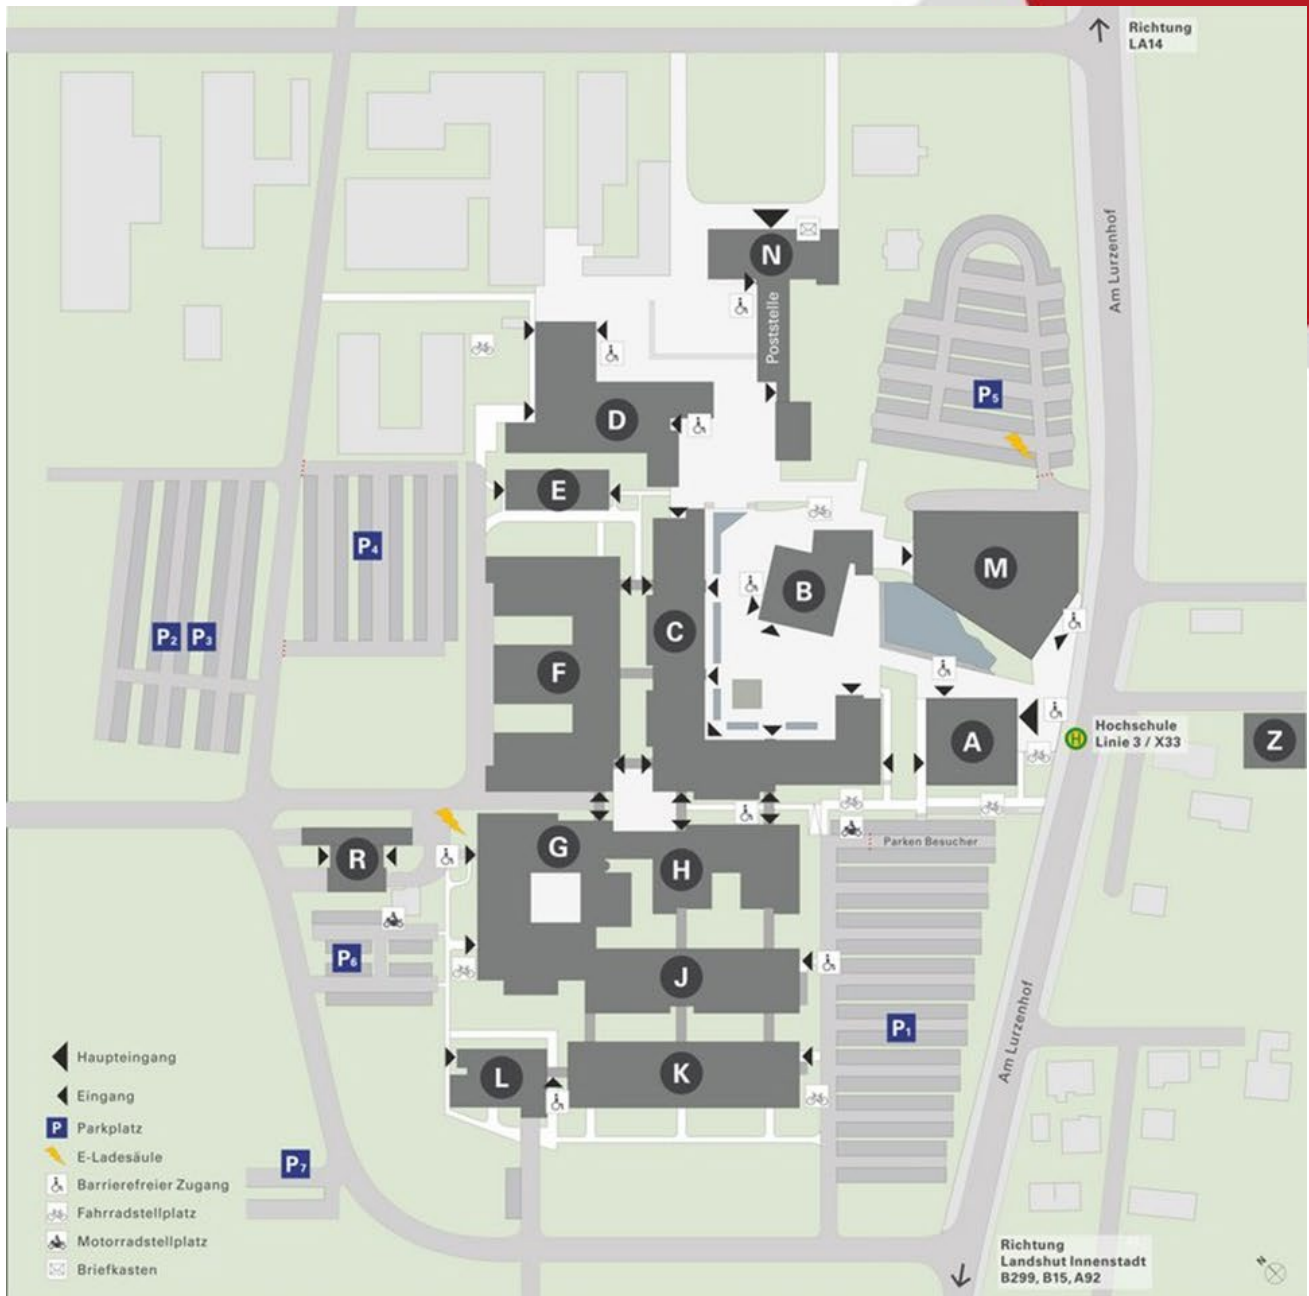 Richtung
LA14
Am Lurzenhof
N
Poststelle
P5
D
E
P4
M
B
P2
P3
C
F
A
Hochschule
Linie 3 / X33
H
Z
G
R
H
Parken Besucher
P6
J
P1
Am Lurzenhof
L
K
P7
Haupteingang
Eingang
P Parkplatz
E-Ladesäule
Barrierefreier Zugang
Fahrradstellplatz
Motorradstellplatz
Briefkasten
Richtung
Landshut Innenstadt
B299, B15, A92
N